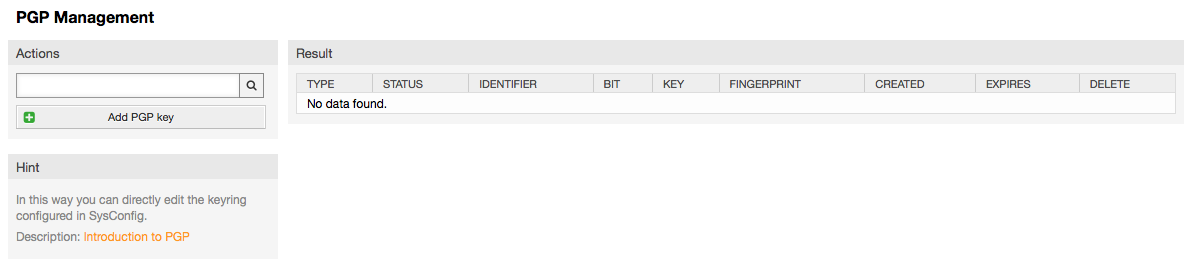 PGP Management
Actions
Add PGP key
Hint
In this way you can directly edit the keyring
configured in SysConfig.
Description: Introduction to PGP
Result
TYPE STATUS IDENTIFIER BIT KEY FINGERPRINT CREATED EXPIRES DELETE
No data found.